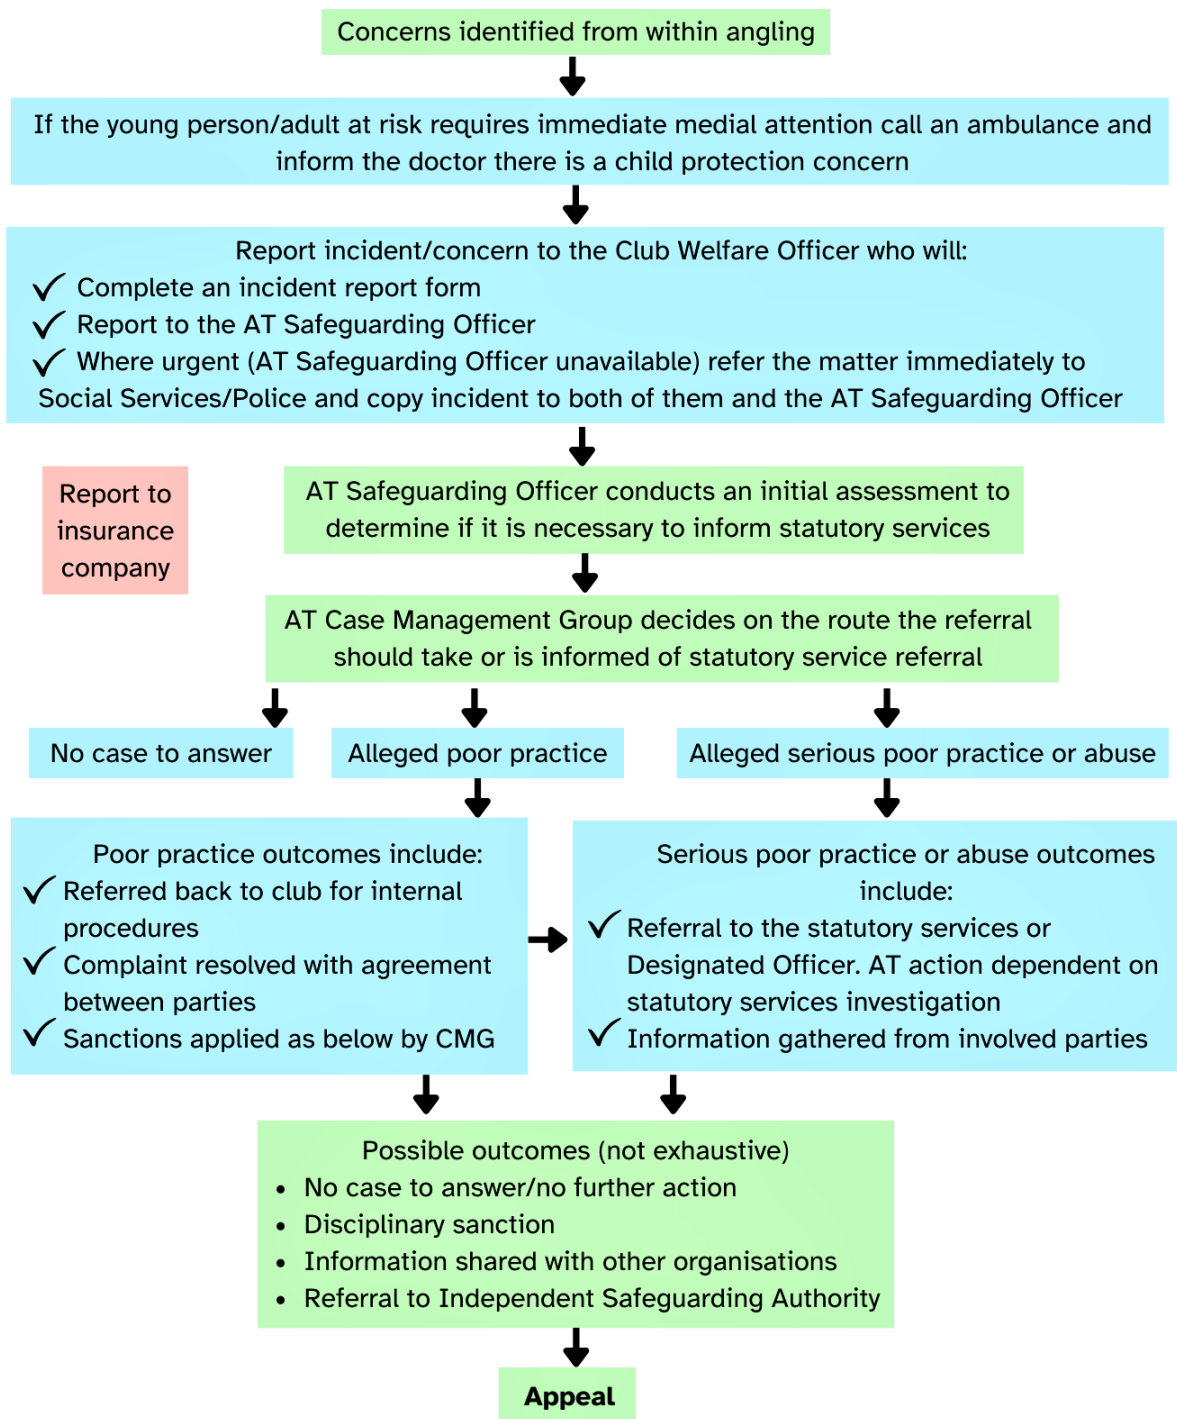 Concerns identified from within angling
If the young person/adult at risk requires immediate medial attention call an ambulance and
inform the doctor there is a child protection concern
Report incident/concern to the Club Welfare Officer who will:
Complete an incident report form
Report to the AT Safeguarding Officer
Where urgent (AT Safeguarding Officer unavailable) refer the matter immediately to
Social Services/Police and copy incident to both of them and the AT Safeguarding Officer
Report to
insurance
company
AT Safeguarding Officer conducts an initial assessment to
determine if it is necessary to inform statutory services
AT Case Management Group decides on the route the referral
should take or is informed of statutory service referral
No case to answer
Alleged poor practice
Alleged serious poor practice or abuse
Poor practice outcomes include:
Referred back to club for internal
procedures
Complaint resolved with agreement
between parties
Sanctions applied as below by CMG
Serious poor practice or abuse outcomes
include:
Referral to the statutory services or
Designated Officer. AT action dependent on
statutory services investigation
Information gathered from involved parties
Possible outcomes (not exhaustive)
• No case to answer/no further action
• Disciplinary sanction
• Information shared with other organisations
• Referral to Independent Safeguarding Authority
Appeal